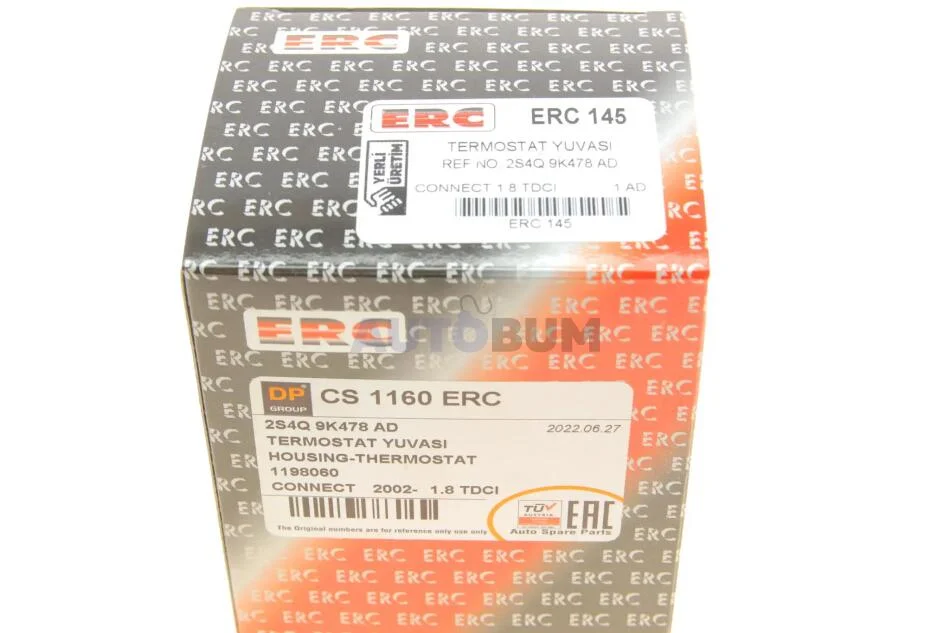 ERC
ERC ERC 145
YERLİ ÜRETİM
TERMOSTAT YUVASI
REF NO. 2S4Q 9K478 AD
CONNECT 1.8 TDCI 1 AD
ERC 145
AUTOBUM
ERC
DP GROUP CS 1160 ERC
2S4Q 9K478 AD 2022.06.27
TERMOSTAT YUVASI
HOUSING-THERMOSTAT
1198060
CONNECT 2002- 1.8 TDCI
TÜV AUSTRIA EAC
The Original numbers are for reference only use only
Auto Spare Parts